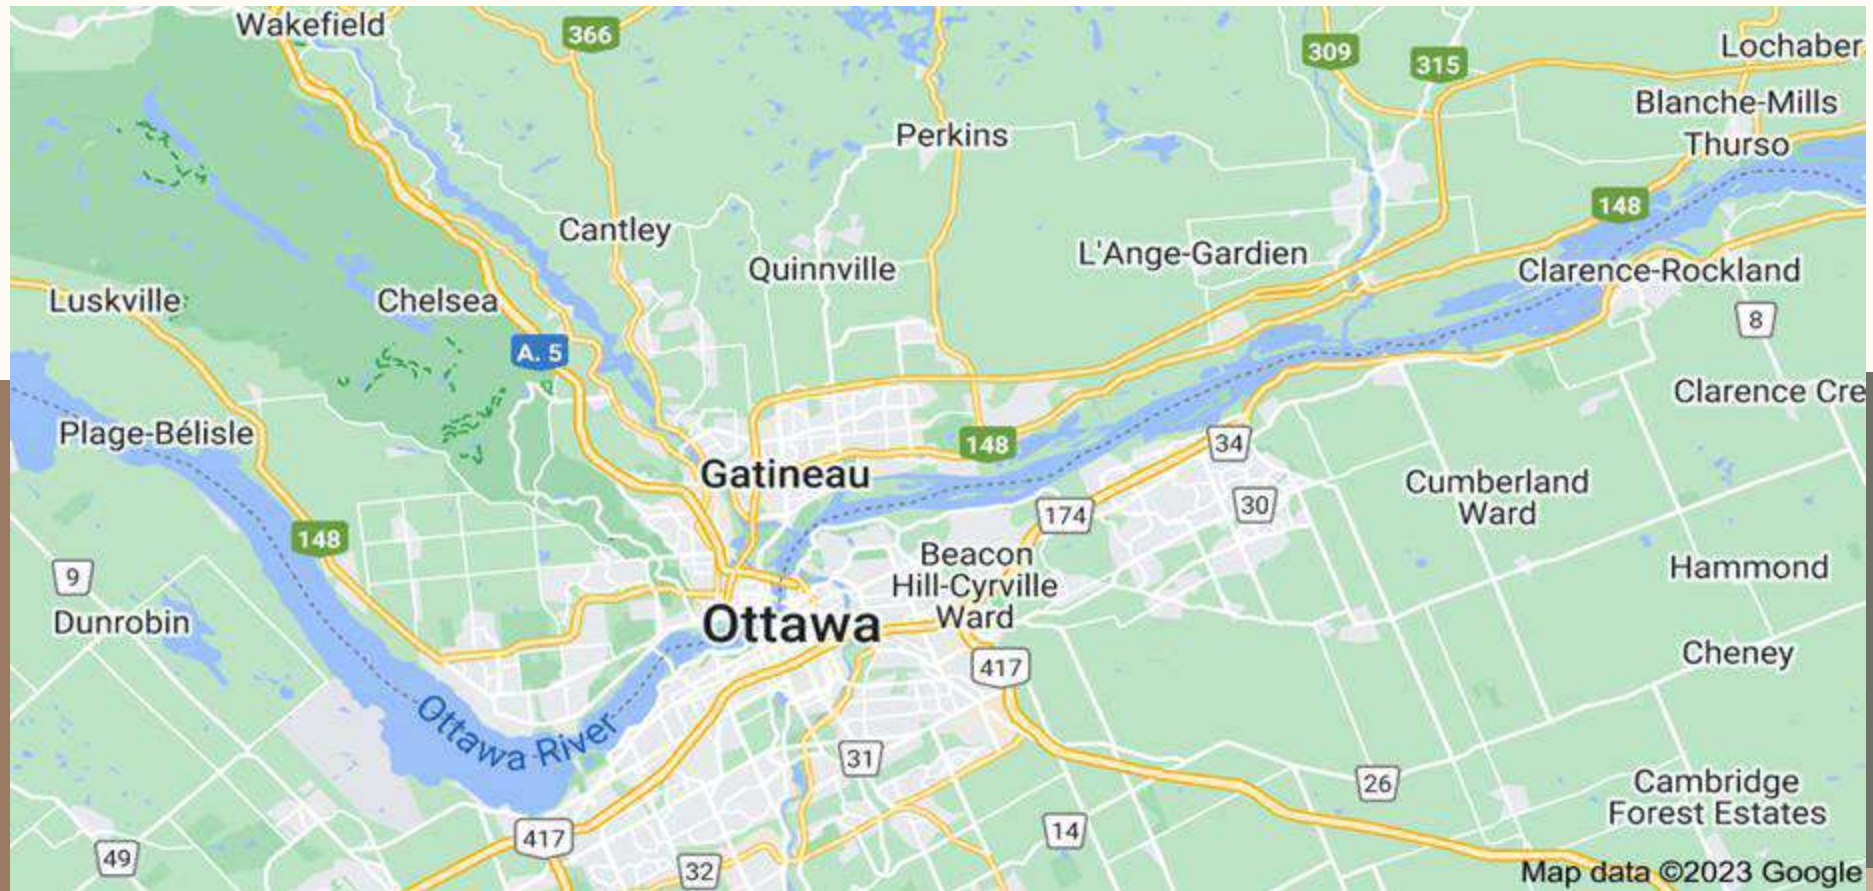 Wakefield
366
309
315
Lochaber
Blanche-Mills
Thurso
Perkins
148
Cantley
Quinnville
L'Ange-Gardien
Clarence-Rockland
Luskville
Chelsea
8
A. 5
Clarence Cre
Plage-Bélisle
148
34
Gatineau
Cumberland
Ward
30
174
148
Beacon
Hill-Cyrville
Ward
9
Hammond
Dunrobin
Ottawa
Cheney
417
Ottawa River
31
26
Cambridge
Forest Estates
417
14
49
32
Map data ©2023 Google